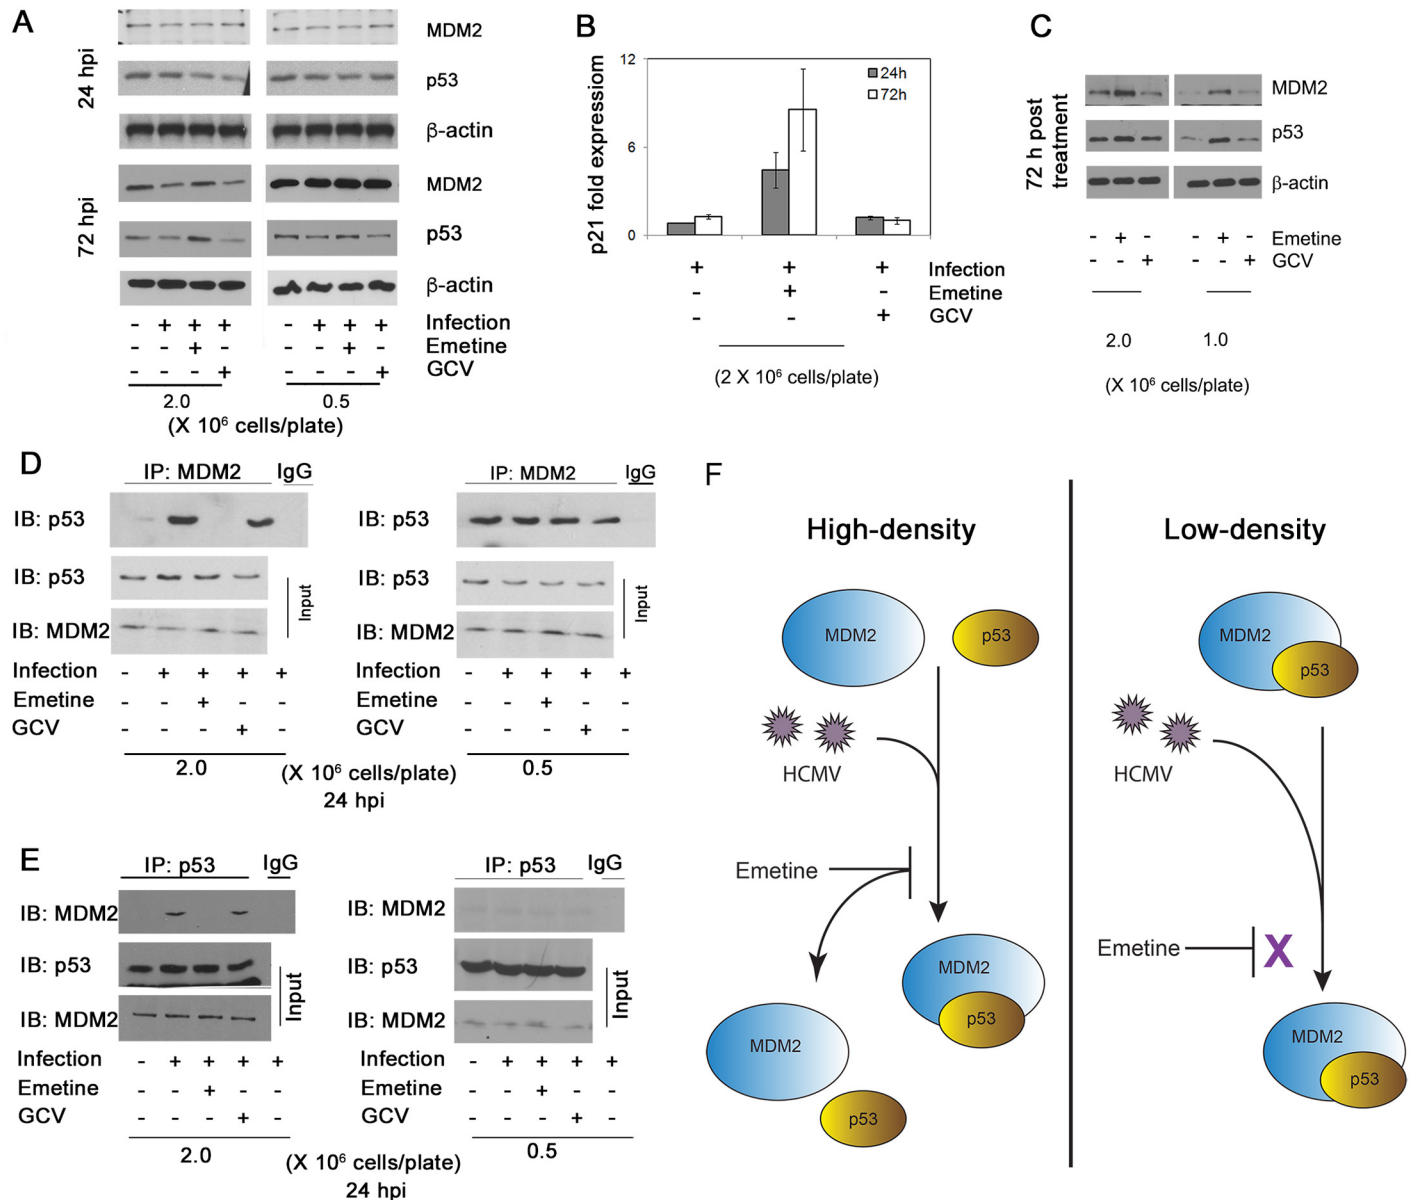 A
24 hpi
MDM2
p53
β-actin
72 hpi
MDM2
p53
β-actin
- + + + - + + + Infection
- - + - - - + - Emetine
- - - + - - - + GCV
2.0 0.5
(X 10⁶ cells/plate)
B
p21 fold expressiom
12
6
0
24h
72h
+ + + Infection
- + - Emetine
- - + GCV
(2 X 10⁶ cells/plate)
C
72 h post
treatment
MDM2
p53
β-actin
- + - - + - Emetine
- - + - - + GCV
2.0 1.0
(X 10⁶ cells/plate)
D
IP: MDM2 IgG
IB: p53
IB: p53
IB: MDM2
Input
Infection - + + + +
Emetine - - + - -
GCV - - - + -
2.0
IP: MDM2 IgG
IB: p53
IB: p53
IB: MDM2
Input
Infection - + + + +
Emetine - - + - -
GCV - - - + -
0.5
(X 10⁶ cells/plate)
24 hpi
E
IP: p53 IgG
IB: MDM2
IB: p53
IB: MDM2
Input
Infection - + + + +
Emetine - - + - -
GCV - - - + -
2.0
IP: p53 IgG
IB: MDM2
IB: p53
IB: MDM2
Input
Infection - + + + +
Emetine - - + - -
GCV - - - + -
0.5
(X 10⁶ cells/plate)
24 hpi
F
High-density
MDM2
p53
HCMV
Emetine
MDM2
p53
MDM2
p53
Low-density
MDM2
p53
HCMV
Emetine
X
MDM2
p53